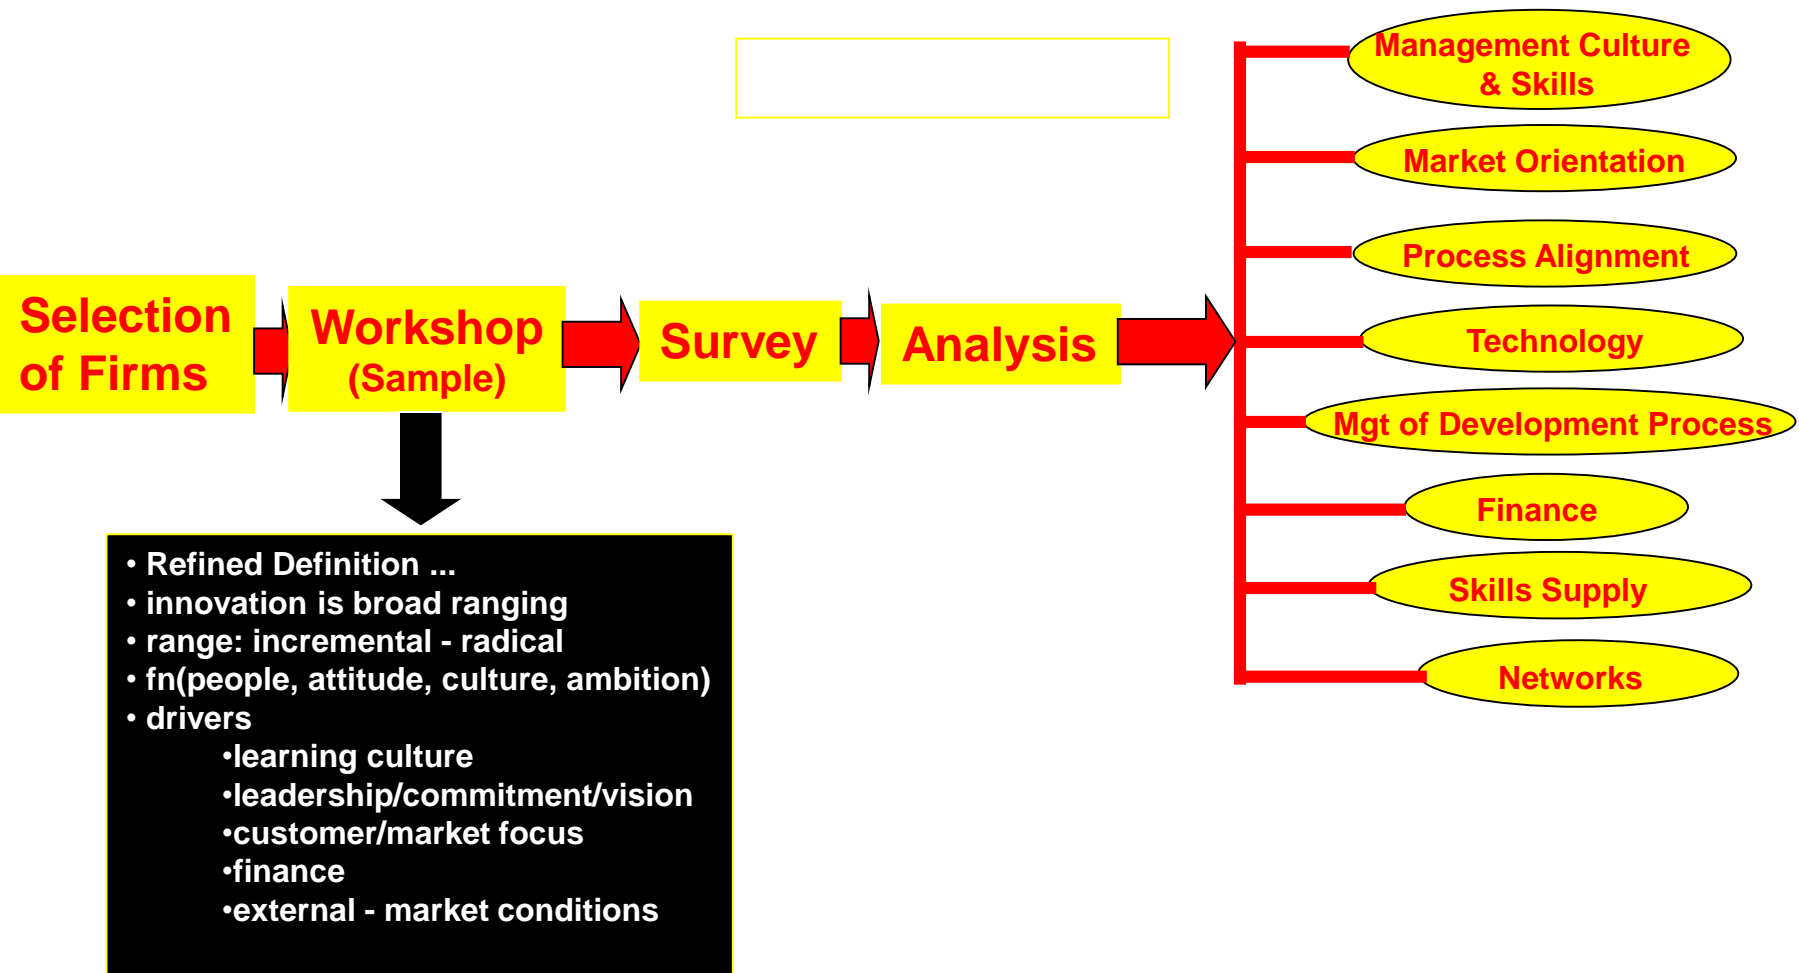 Selection
of Firms
Workshop
(Sample)
Survey
Analysis
Management Culture
& Skills
Market Orientation
Process Alignment
Technology
Mgt of Development Process
Finance
Skills Supply
Networks
• Refined Definition ...
• innovation is broad ranging
• range: incremental - radical
• fn(people, attitude, culture, ambition)
• drivers
•learning culture
•leadership/commitment/vision
•customer/market focus
•finance
•external - market conditions